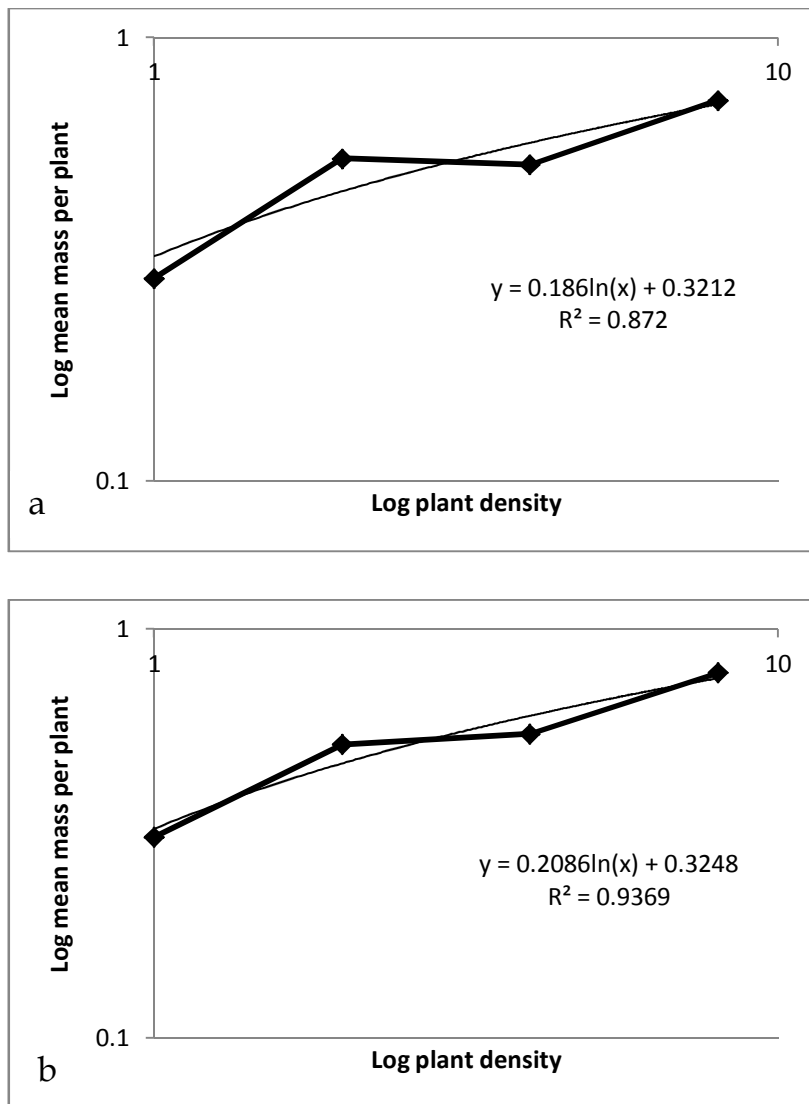 1
1
10
Log mean mass per plant
y = 0.186ln(x) + 0.3212
R² = 0.872
0.1
Log plant density
a
1
1
10
Log mean mass per plant
y = 0.2086ln(x) + 0.3248
R² = 0.9369
0.1
Log plant density
b